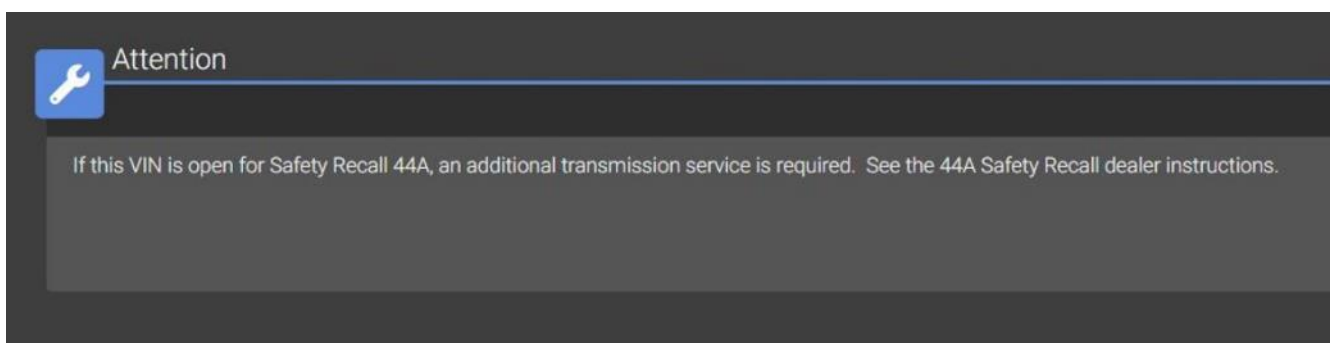 Attention
If this VIN is open for Safety Recall 44A, an additional transmission service is required.  See the 44A Safety Recall dealer instructions.